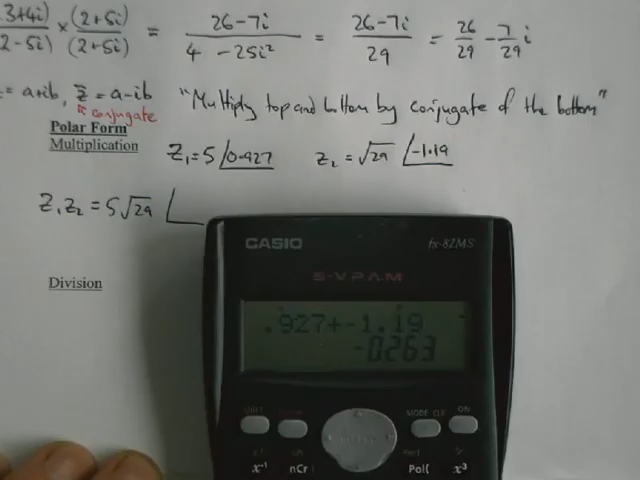 3+4i)/(2-5i) × (2+5i)/(2+5i) = 26-7i/4 -25i² = 26-7i/29 = 26/29 - 7/29 i
= a+ib, z̄ = a-ib "Multiply top and bottom by conjugate of the bottom"
conjugate
Polar Form
Multiplication Z₁ = 5 ∠0.927 Z₂ = √29 ∠-1.19
Z₁Z₂ = 5√29 ∠
Division
CASIO fx-82MS
S-V.P.A.M.
.927+-1.19
-0.263
MODE CLR ON
x⁻¹ nCr Pol( x³